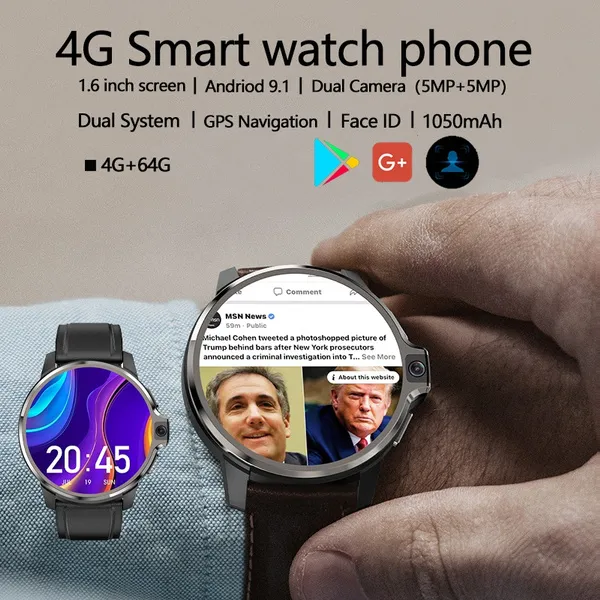 4G Smart watch phone
1.6 inch screen | Andriod 9.1 | Dual Camera (5MP+5MP)
Dual System | GPS Navigation | Face ID | 1050mAh
■ 4G+64G
G+
Comment
MSN News
59m · Public
Michael Cohen tweeted a photoshopped picture of
Trump behind bars after New York prosecutors
announced a criminal investigation into T... See More
i About this website
20:45
19 SUN